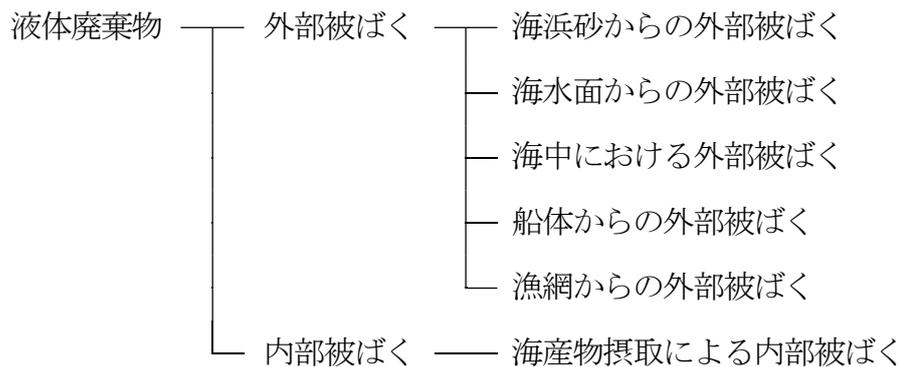 液体廃棄物 外部被ばく 海浜砂からの外部被ばく
海水面からの外部被ばく
海中における外部被ばく
船体からの外部被ばく
漁網からの外部被ばく
内部被ばく 海産物摂取による内部被ばく